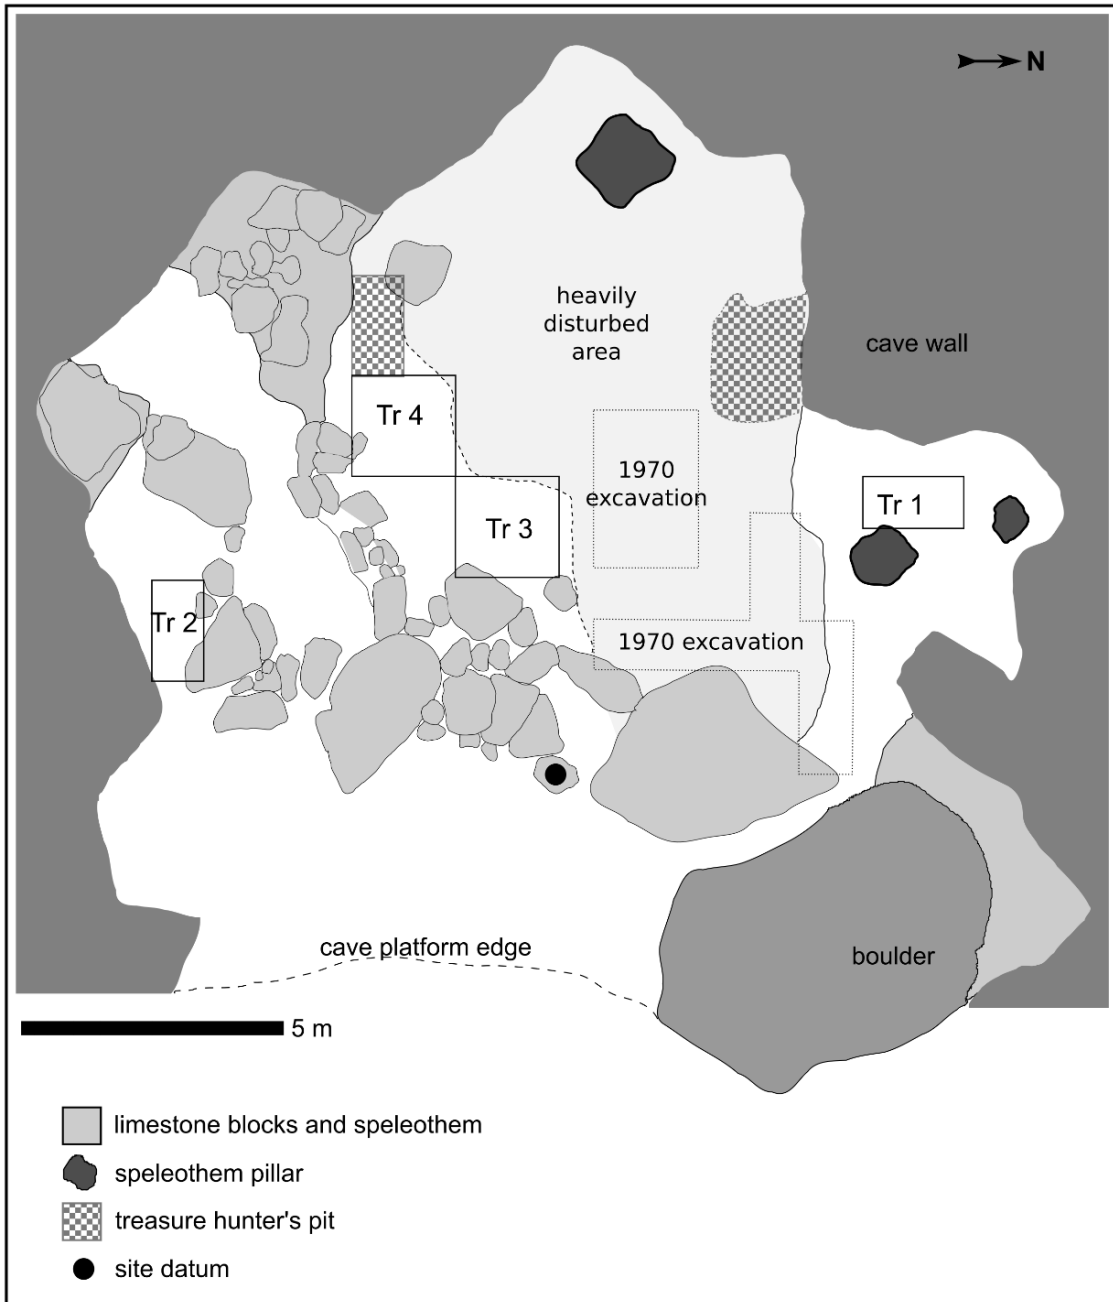 N
heavily
disturbed
area
cave wall
Tr 4
1970
excavation
Tr 1
Tr 3
Tr 2
1970 excavation
cave platform edge
boulder
5 m
limestone blocks and speleothem
speleothem pillar
treasure hunter's pit
site datum